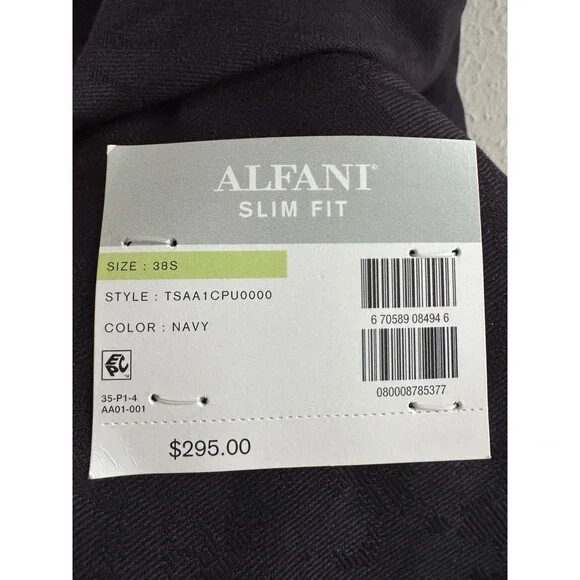 ALFANI®
SLIM FIT
SIZE : 38S
STYLE : TSAA1CPU0000
COLOR : NAVY
6 70589 08494 6
080008785377
EPC™
35-P1-4
AA01-001
$295.00